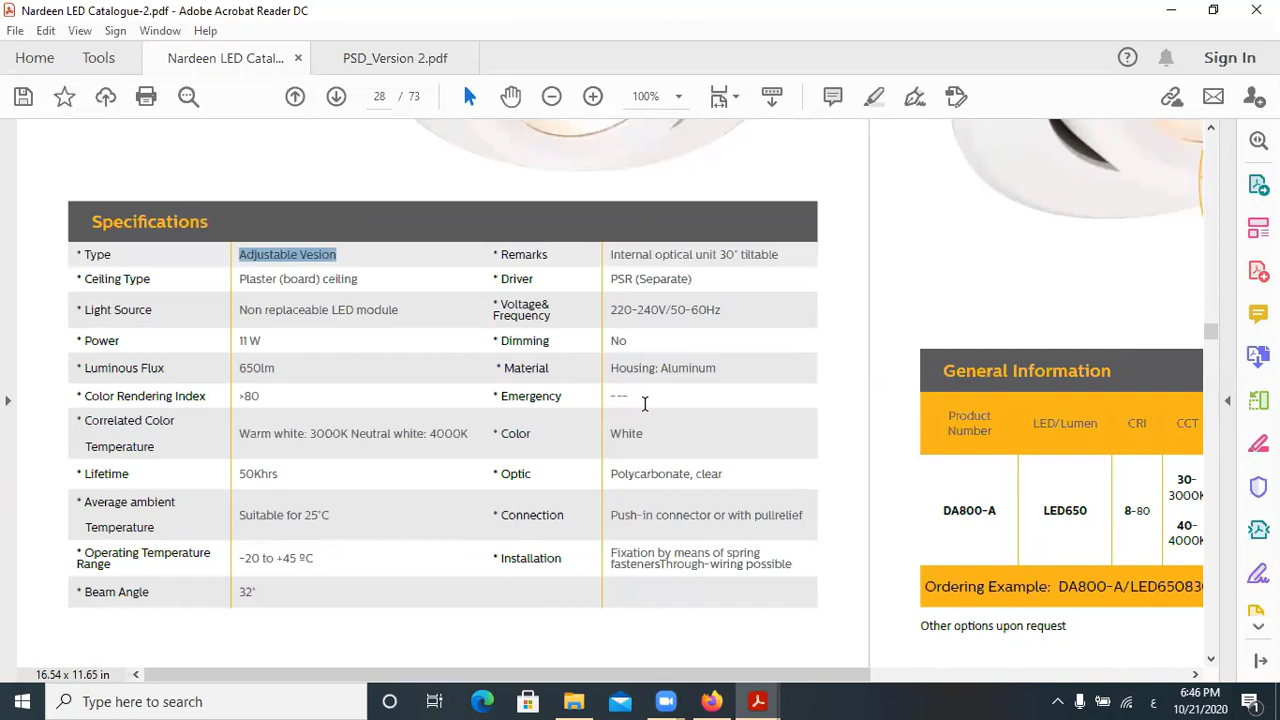 Nardeen LED Catalogue-2.pdf - Adobe Acrobat Reader DC
File Edit View Sign Window Help
Home Tools Nardeen LED Catal... × PSD_Version 2.pdf Sign In
28 / 73 100%
Specifications
* Type Adjustable Vesion * Remarks Internal optical unit 30° tiltable
* Ceiling Type Plaster (board) ceiling * Driver PSR (Separate)
* Light Source Non replaceable LED module * Voltage& Frequency 220-240V/50-60Hz
* Power 11 W * Dimming No
* Luminous Flux 650lm * Material Housing: Aluminum
* Color Rendering Index >80 * Emergency ---
* Correlated Color Temperature Warm white: 3000K Neutral white: 4000K * Color White
* Lifetime 50Khrs * Optic Polycarbonate, clear
* Average ambient Temperature Suitable for 25°C * Connection Push-in connector or with pullrelief
* Operating Temperature Range -20 to +45 ºC * Installation Fixation by means of spring fastenersThrough-wiring possible
* Beam Angle 32°
General Information
Product Number LED/Lumen CRI CCT
DA800-A LED650 8-80 30-3000K
40-4000K
Ordering Example: DA800-A/LED65083
Other options upon request
16.54 x 11.65 in
Type here to search
ع
6:46 PM
10/21/2020
1